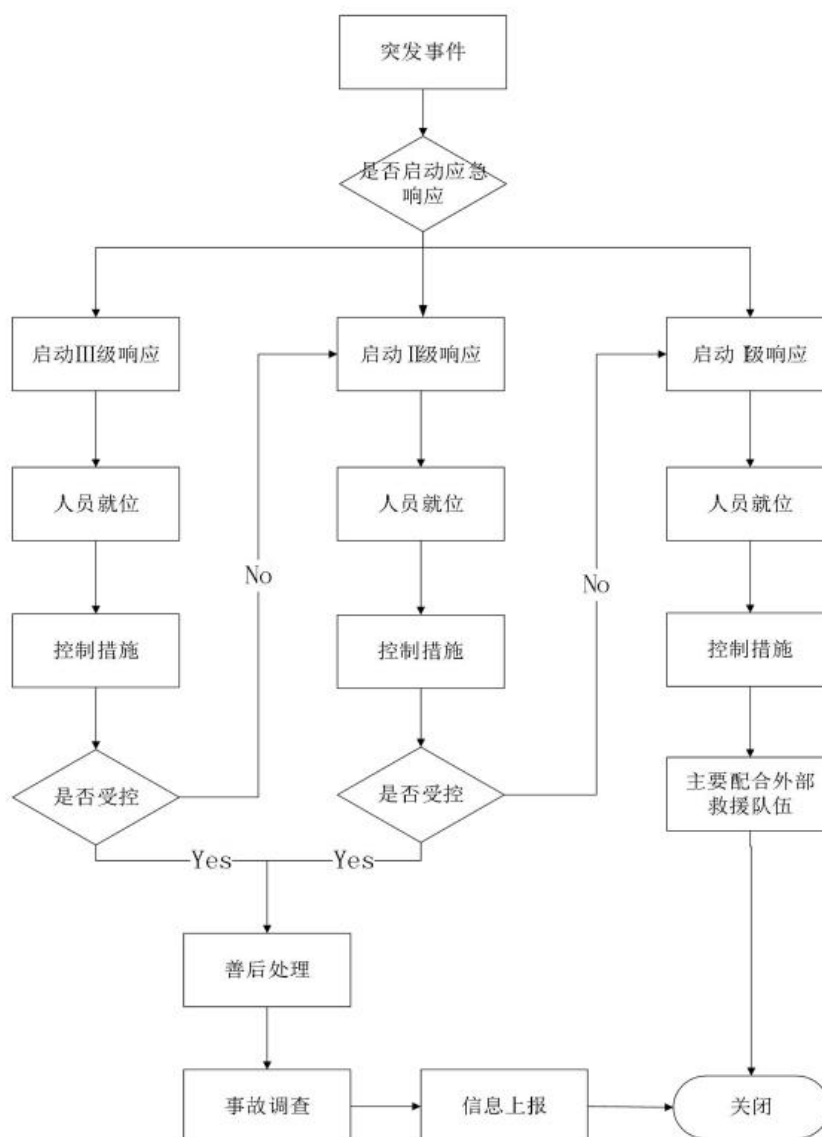 突发事件
是否启动应急
响应
启动III级响应
启动II级响应
启动I级响应
人员就位
人员就位
人员就位
No
No
控制措施
控制措施
控制措施
是否受控
是否受控
主要配合外部
救援队伍
Yes
Yes
善后处理
事故调查
信息上报
关闭